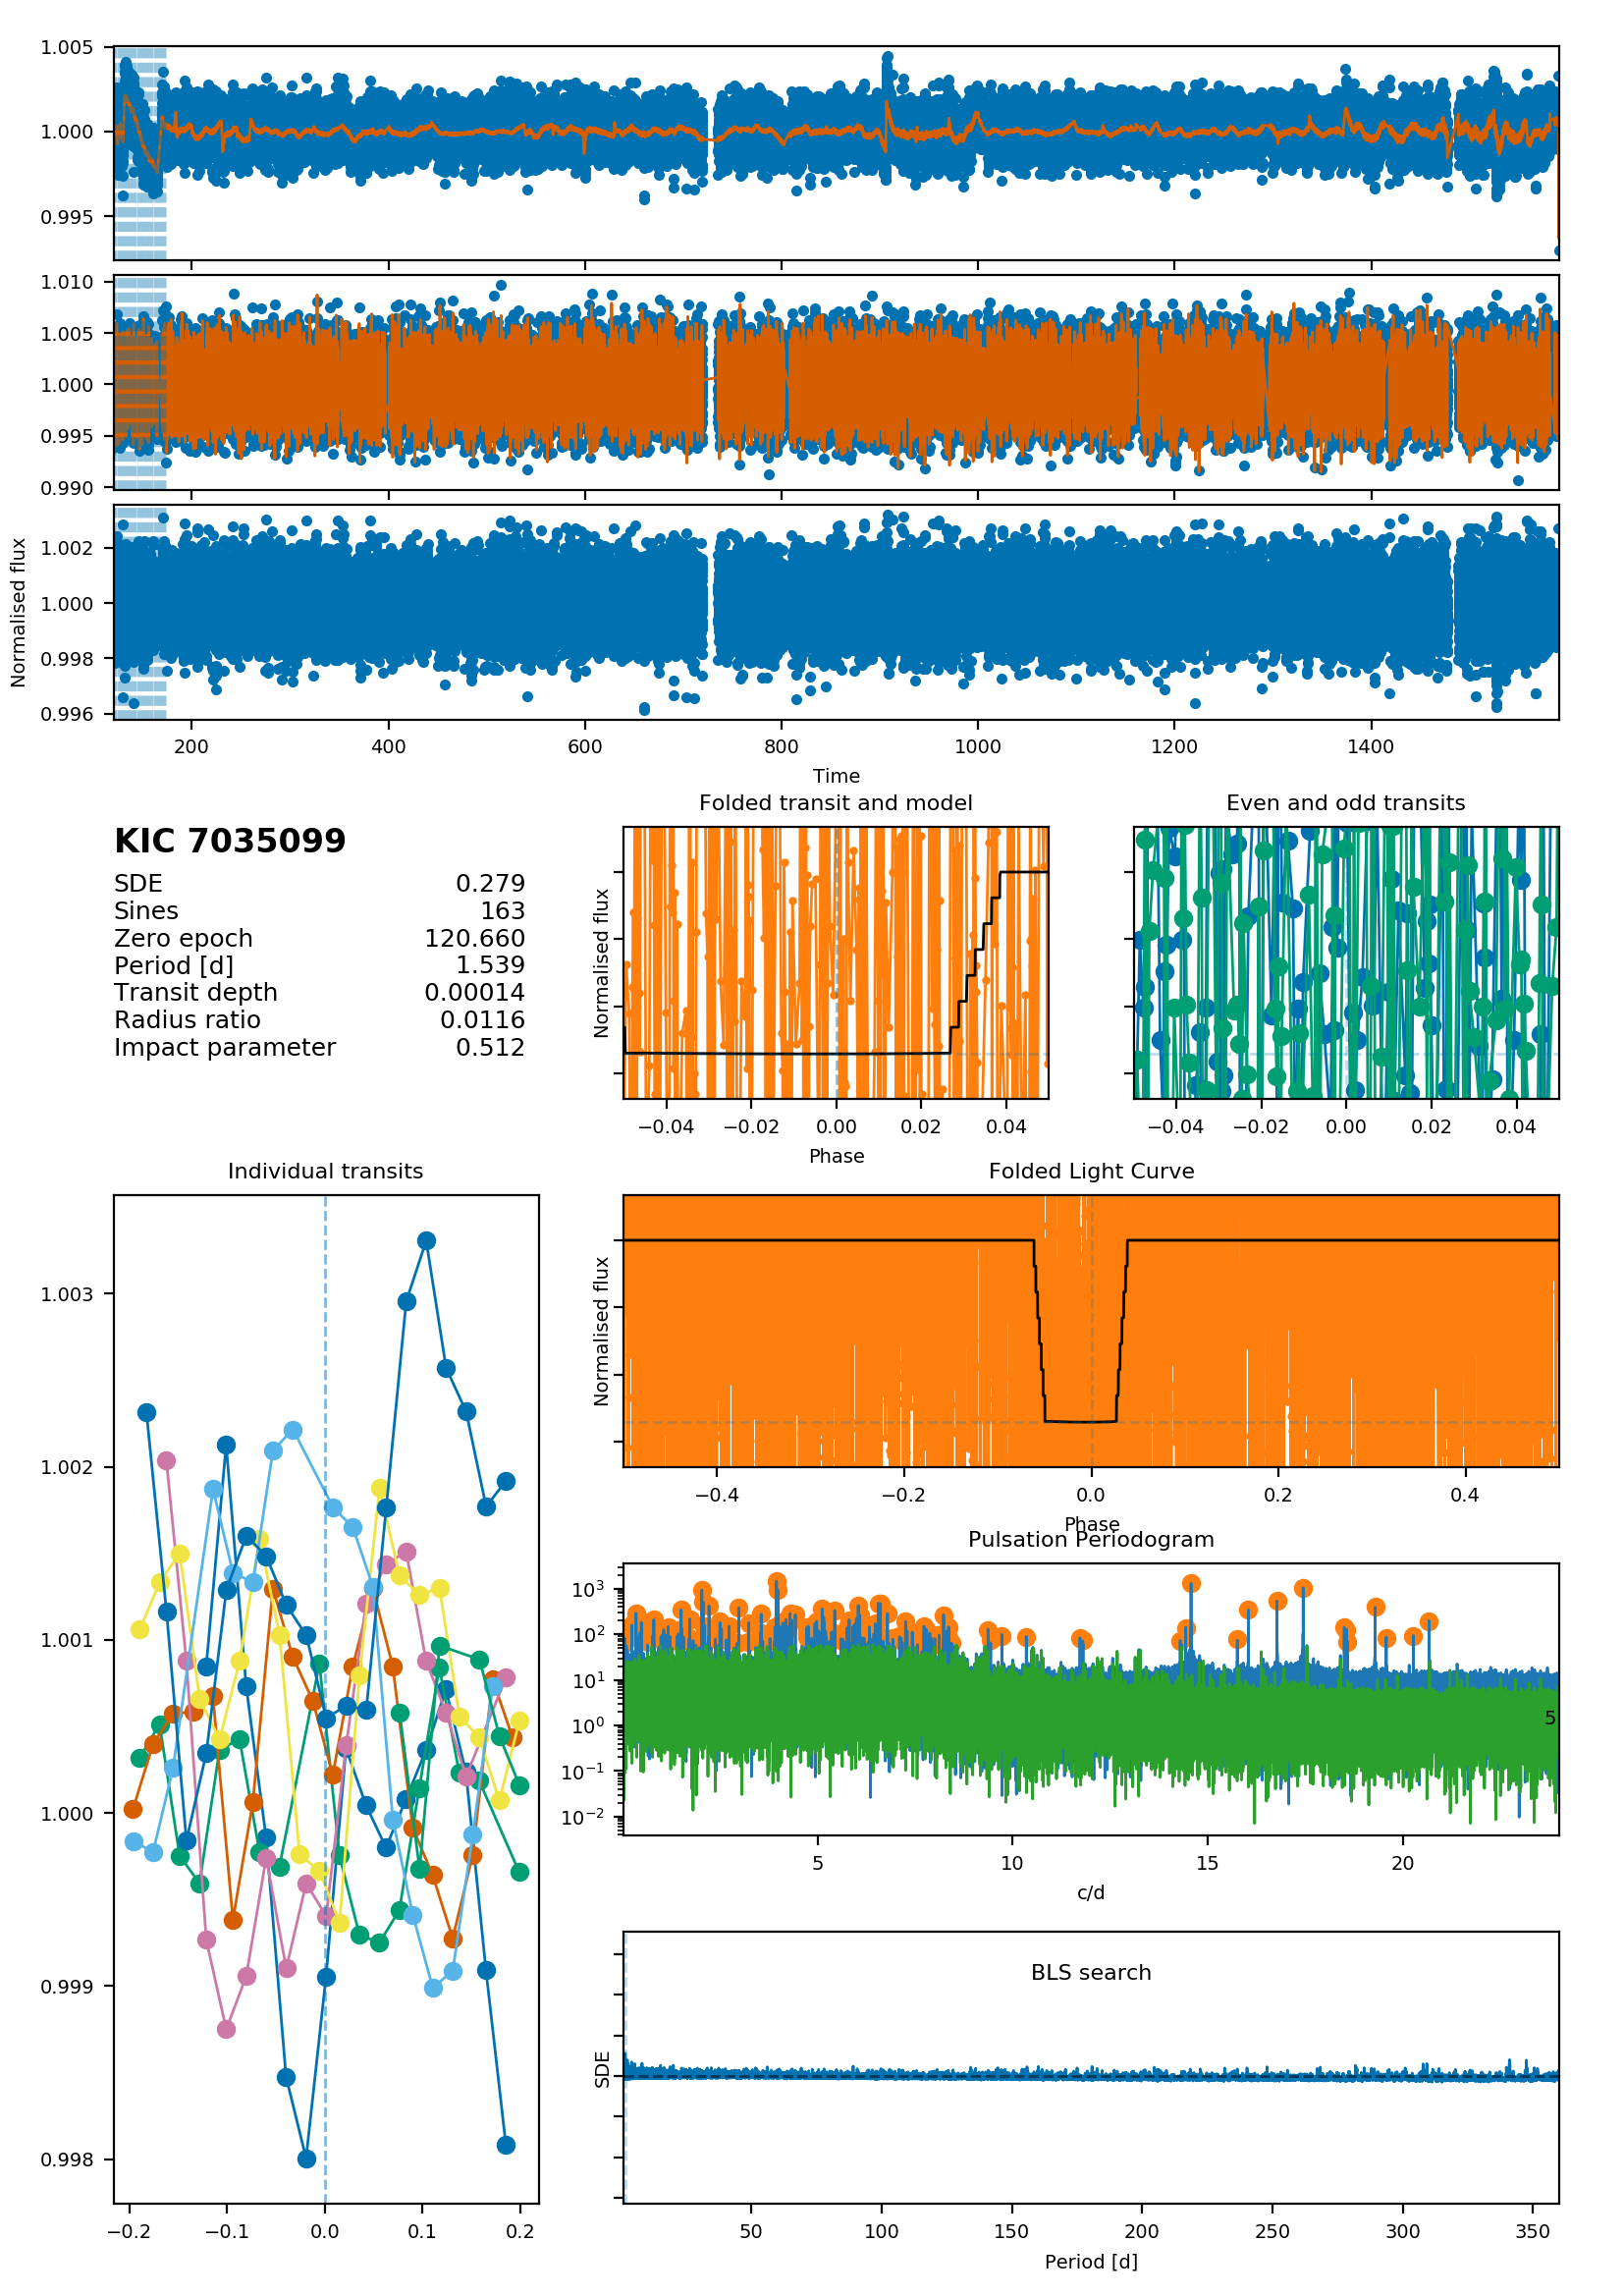 1.005
1.000
0.995
1.010
1.005
1.000
0.995
0.990
1.002
1.000
0.998
0.996
Normalised flux
200 400 600 800 1000 1200 1400
Time
KIC 7035099
SDE 0.279
Sines 163
Zero epoch 120.660
Period [d] 1.539
Transit depth 0.00014
Radius ratio 0.0116
Impact parameter 0.512
Folded transit and model
Normalised flux
−0.04 −0.02 0.00 0.02 0.04
Phase
Even and odd transits
−0.04 −0.02 0.00 0.02 0.04
Individual transits
1.003
1.002
1.001
1.000
0.999
0.998
−0.2 −0.1 0.0 0.1 0.2
Folded Light Curve
Normalised flux
−0.4 −0.2 0.0 0.2 0.4
Phase
Pulsation Periodogram
10³
10²
10¹
10⁰
10⁻¹
10⁻²
5
5 10 15 20
c/d
BLS search
SDE
50 100 150 200 250 300 350
Period [d]